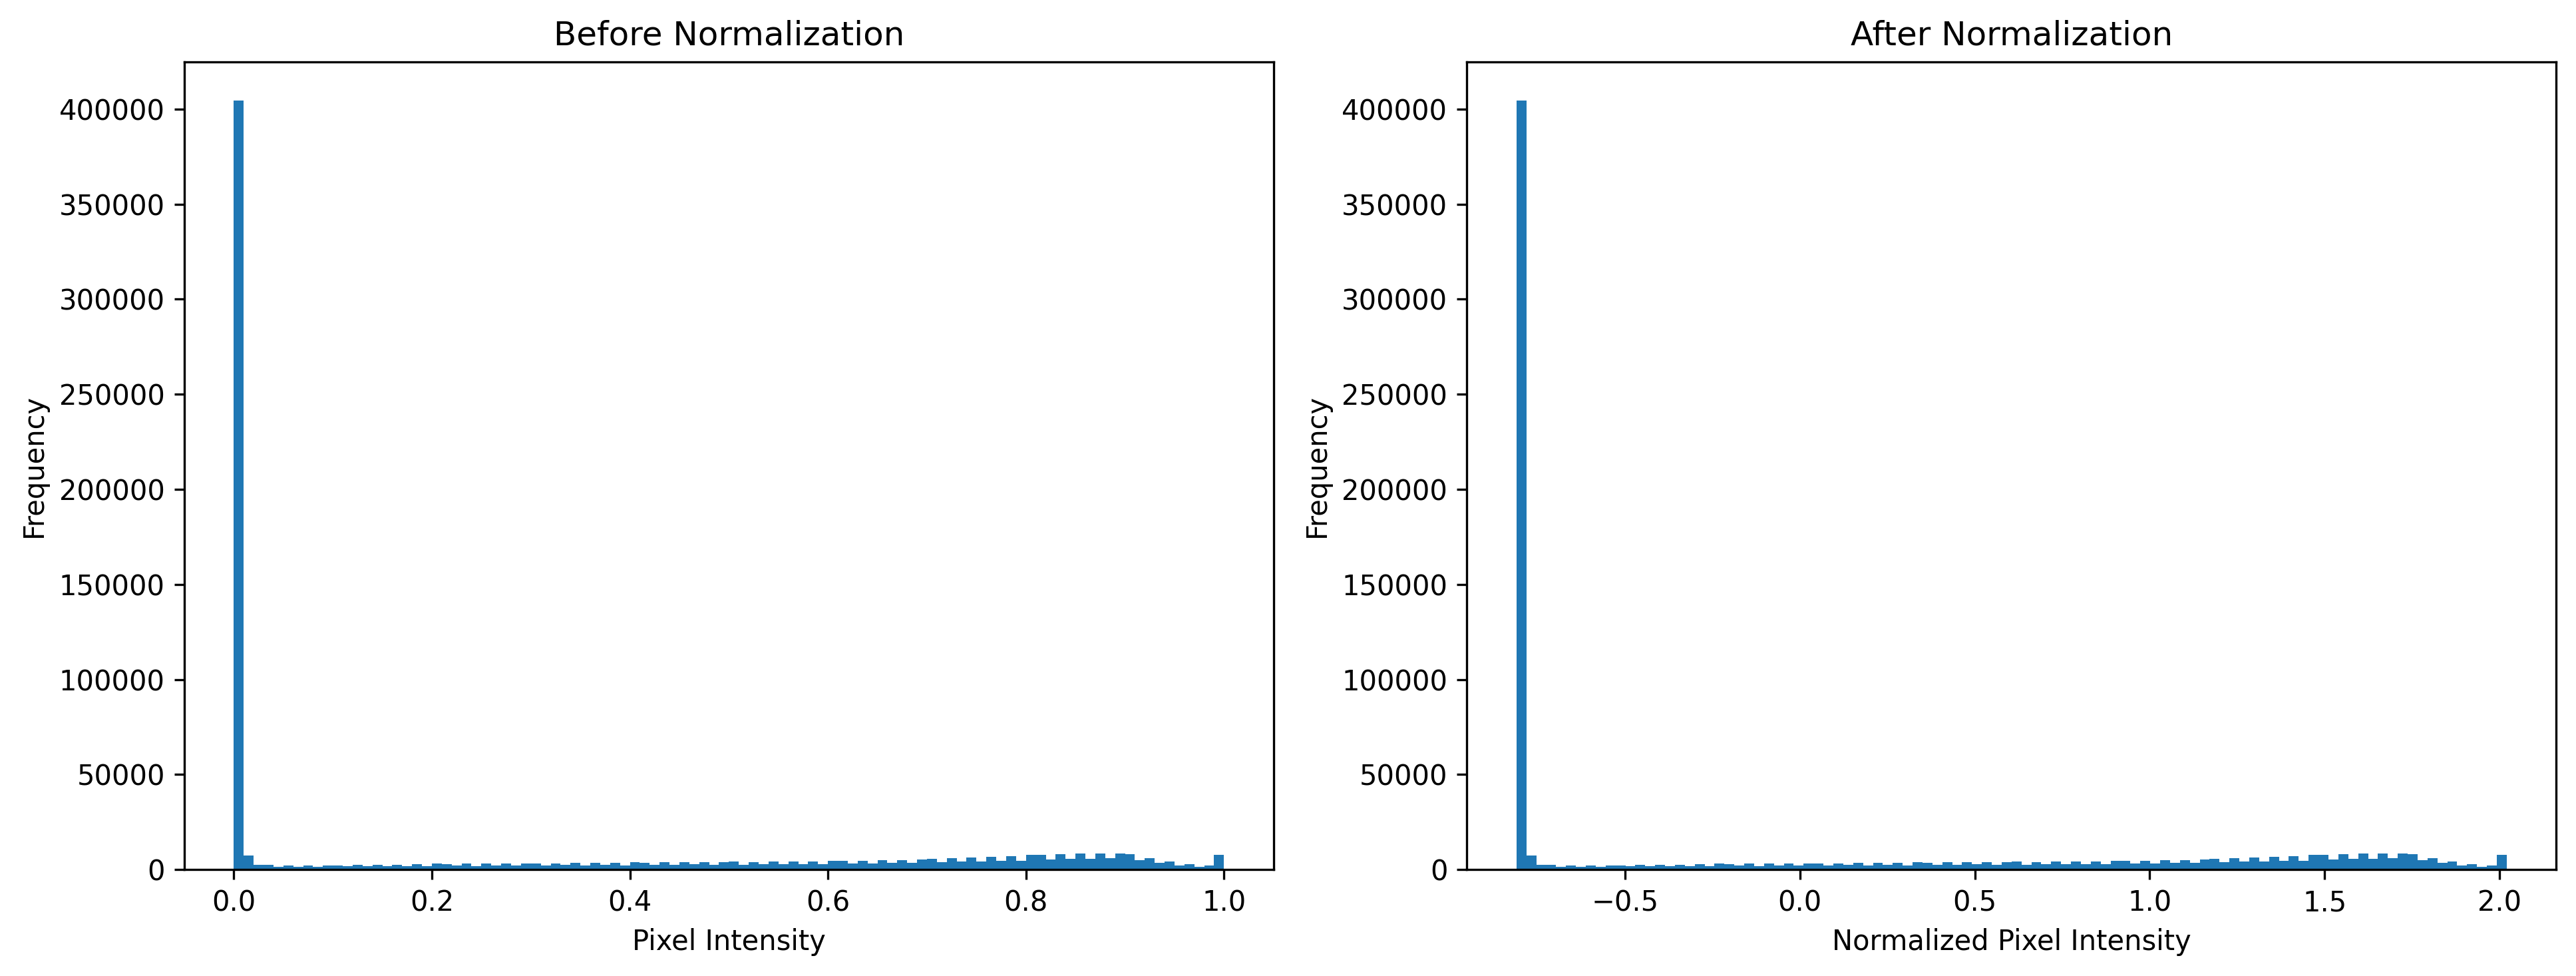 Before Normalization
400000
350000
300000
250000
200000
150000
100000
50000
0
Frequency
0.0 0.2 0.4 0.6 0.8 1.0
Pixel Intensity
After Normalization
400000
350000
300000
250000
200000
150000
100000
50000
0
Frequency
−0.5 0.0 0.5 1.0 1.5 2.0
Normalized Pixel Intensity